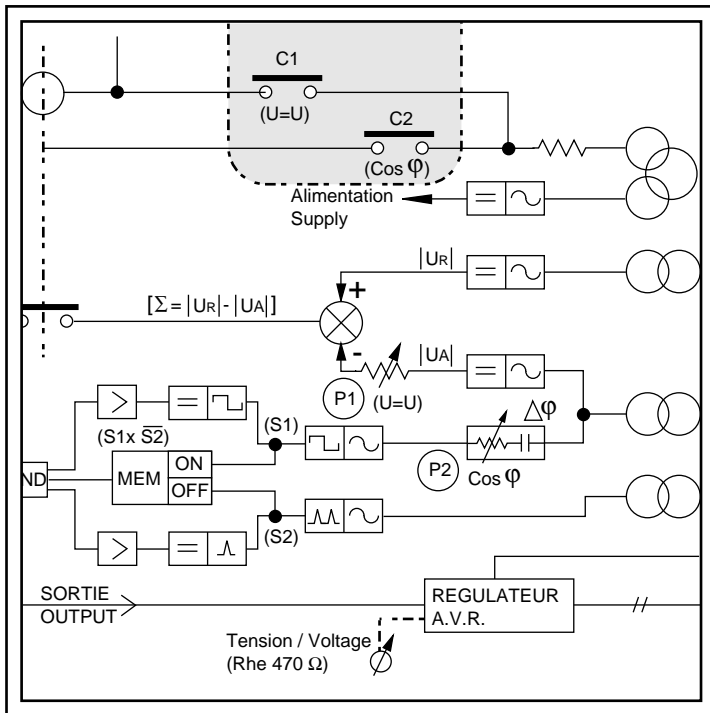 C1
(U=U)
C2
(Cos φ)
Alimentation
Supply
=
|UR|
=
+
[Σ = |UR| - |UA|]
-
|UA|
=
P1
(U=U)
Δφ
>
=
(S1)
(S1x S̅2̅)
P2
Cos φ
ND
MEM
ON
OFF
(S2)
>
=
SORTIE
OUTPUT
REGULATEUR
A.V.R.
//
Tension / Voltage
(Rhe 470 Ω)